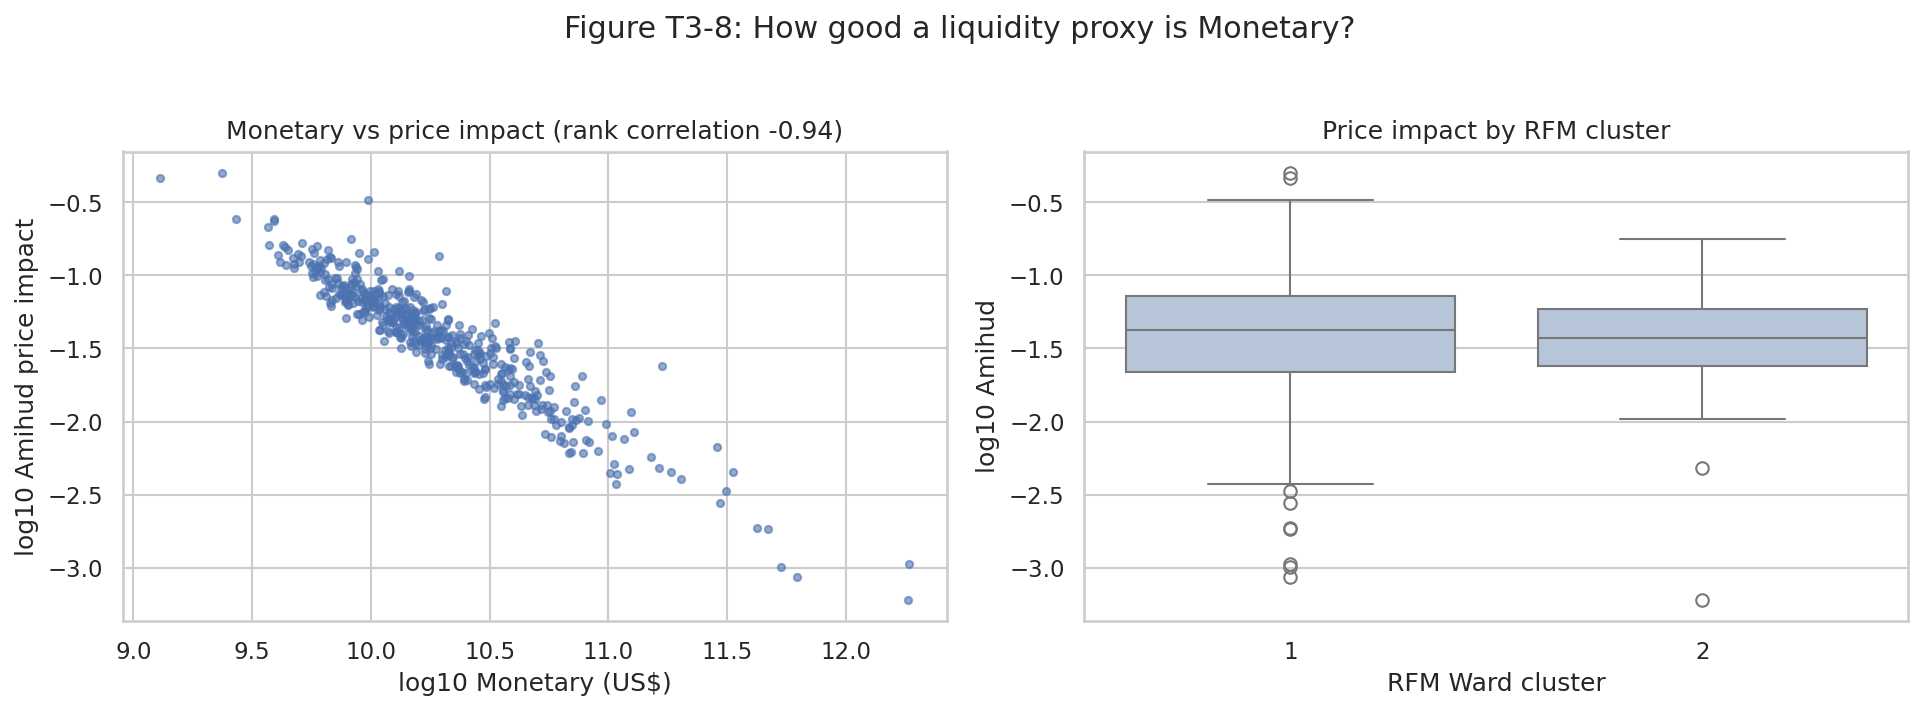 Figure T3-8: How good a liquidity proxy is Monetary?
Monetary vs price impact (rank correlation -0.94)
log10 Amihud price impact
−0.5
−1.0
−1.5
−2.0
−2.5
−3.0
9.0 9.5 10.0 10.5 11.0 11.5 12.0
log10 Monetary (US$)
Price impact by RFM cluster
log10 Amihud
−0.5
−1.0
−1.5
−2.0
−2.5
−3.0
1 2
RFM Ward cluster